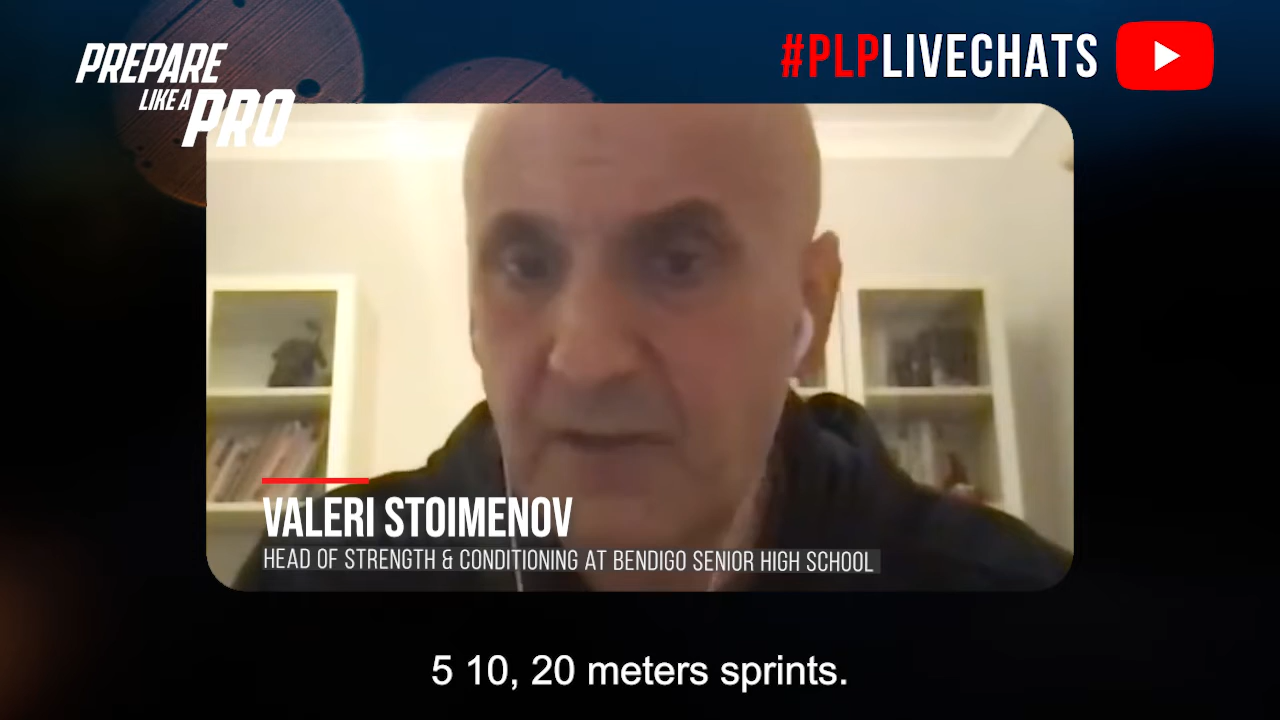 PREPARE
LIKE A
PRO
#PLPLIVECHATS
VALERI STOIMENOV
HEAD OF STRENGTH & CONDITIONING AT BENDIGO SENIOR HIGH SCHOOL
5 10, 20 meters sprints.